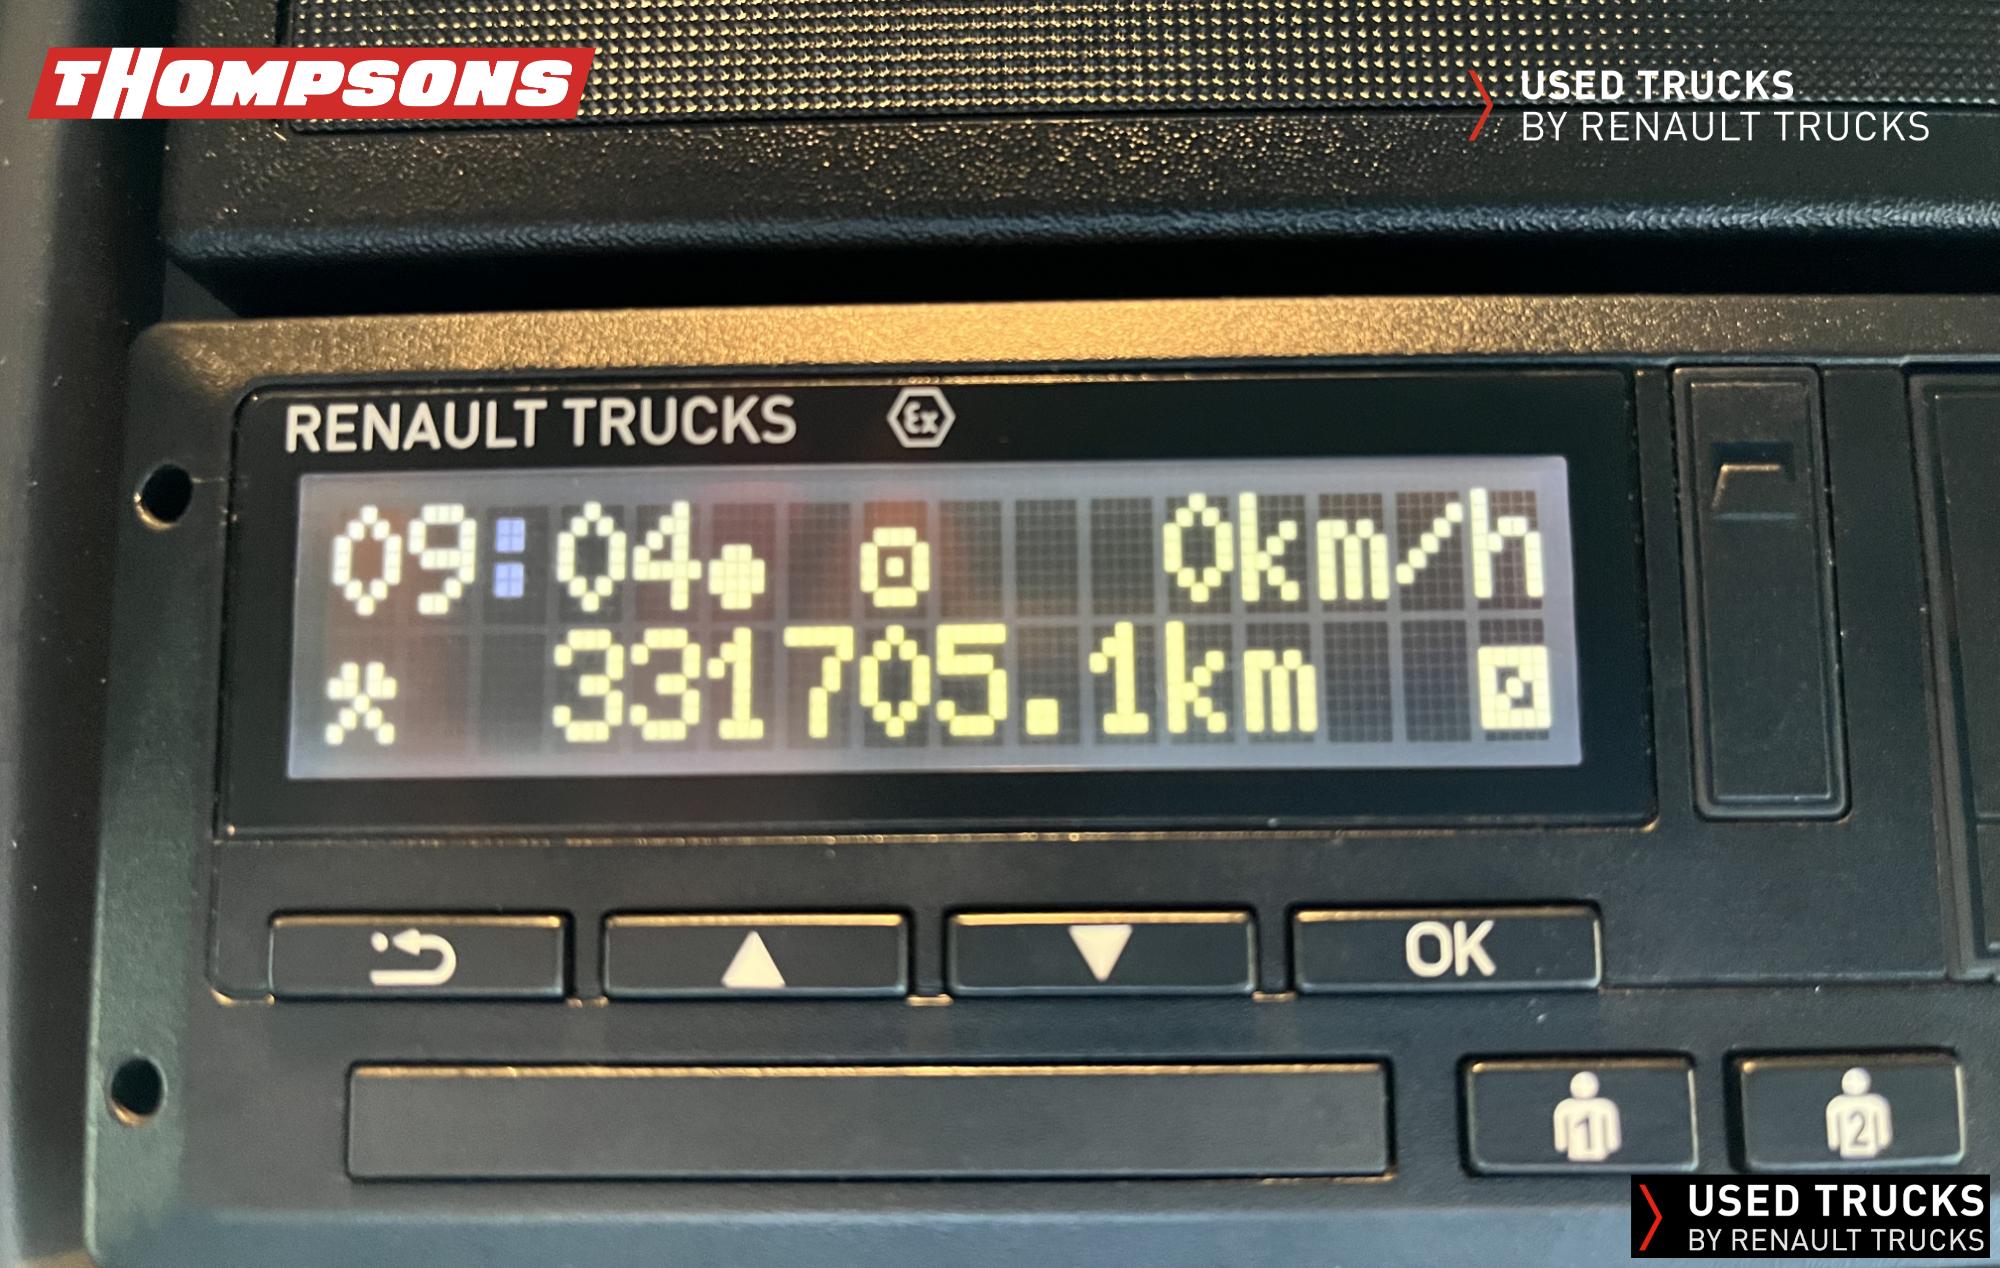 THOMPSONS
USED TRUCKS
BY RENAULT TRUCKS
RENAULT TRUCKS Ex
09:04 0km/h
331705.1km
OK
1 2
USED TRUCKS
BY RENAULT TRUCKS